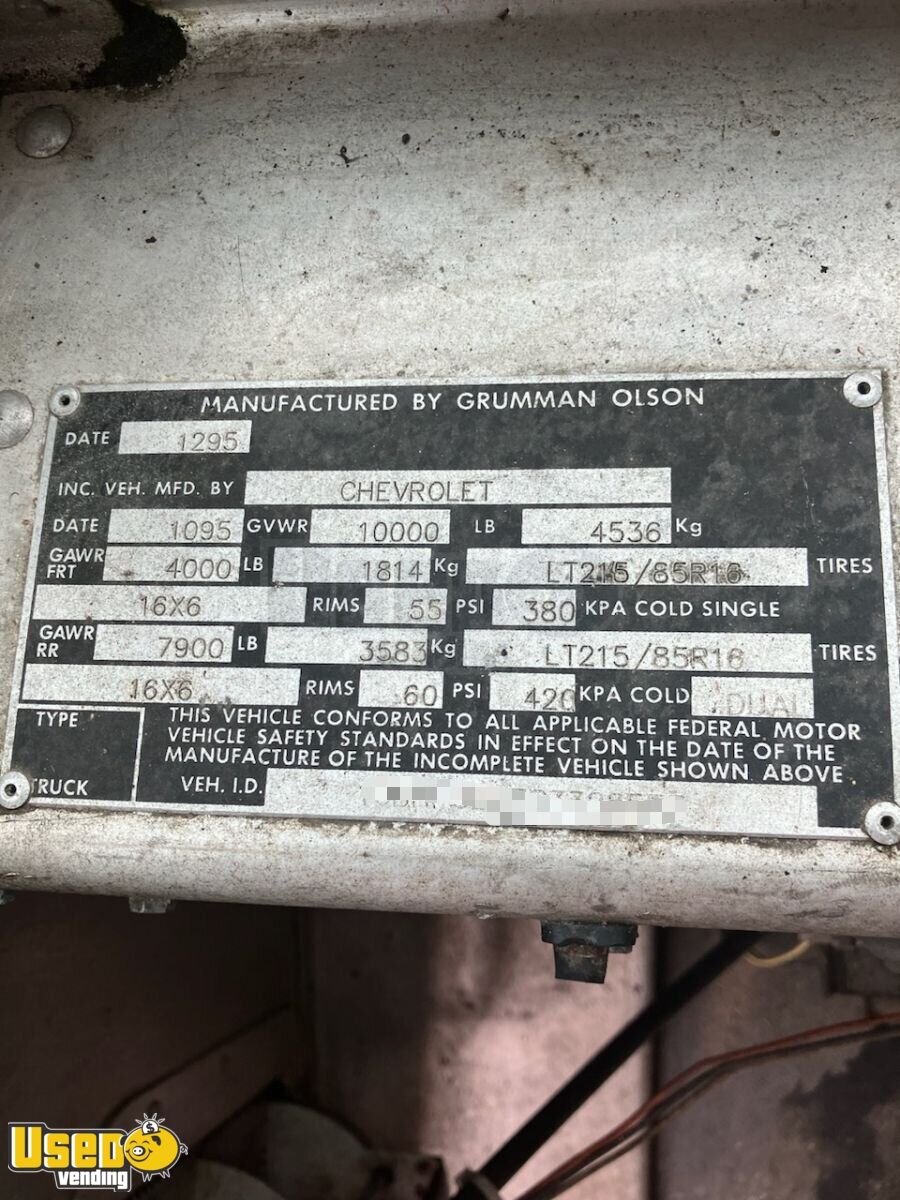 MANUFACTURED BY GRUMMAN OLSON
DATE 1295
INC. VEH. MFD. BY CHEVROLET
DATE 1095 GVWR 10000 LB 4536 Kg
GAWR FRT 4000 LB 1814 Kg LT215/85R16 TIRES
16X6 RIMS 55 PSI 380 KPA COLD SINGLE
GAWR RR 7900 LB 3583 Kg LT215/85R16 TIRES
16X6 RIMS 60 PSI 420 KPA COLD DUAL
TYPE
TRUCK
THIS VEHICLE CONFORMS TO ALL APPLICABLE FEDERAL MOTOR
VEHICLE SAFETY STANDARDS IN EFFECT ON THE DATE OF THE
MANUFACTURE OF THE INCOMPLETE VEHICLE SHOWN ABOVE
VEH. I.D.
USED
vending